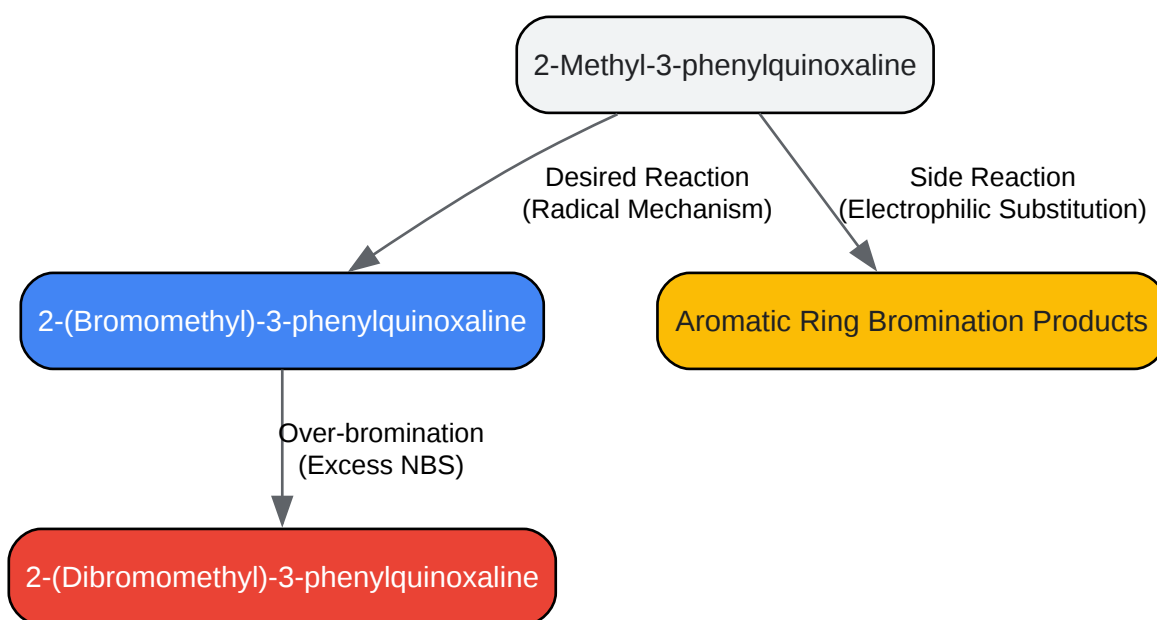 2-Methyl-3-phenylquinoxaline
Desired Reaction
(Radical Mechanism)
Side Reaction
(Electrophilic Substitution)
2-(Bromomethyl)-3-phenylquinoxaline
Aromatic Ring Bromination Products
Over-bromination
(Excess NBS)
2-(Dibromomethyl)-3-phenylquinoxaline